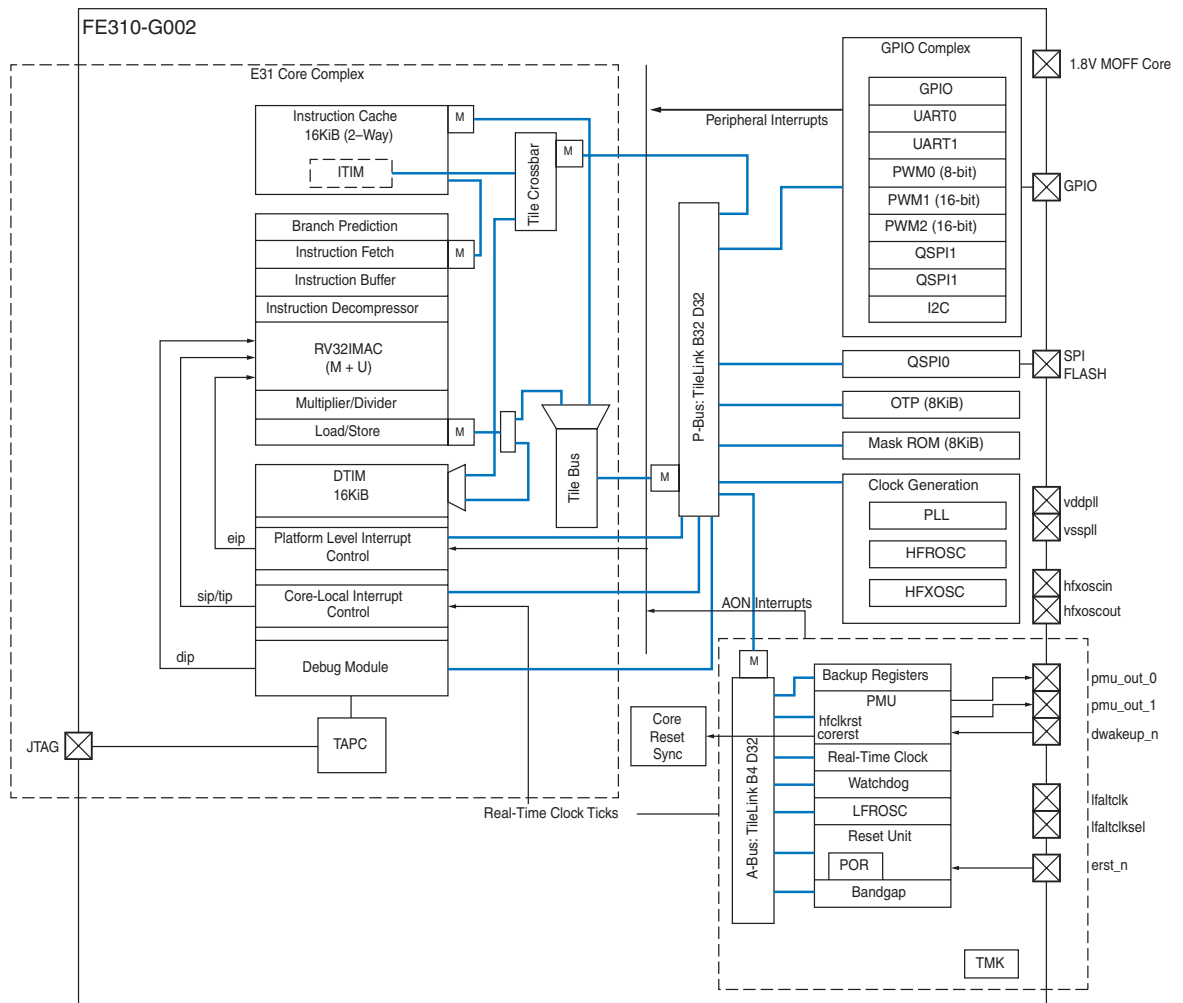 FE310-G002
E31 Core Complex
Instruction Cache
16KiB (2–Way)
ITIM
M
Branch Prediction
Instruction Fetch
M
Instruction Buffer
Instruction Decompressor
RV32IMAC
(M + U)
Multiplier/Divider
Load/Store
M
DTIM
16KiB
Platform Level Interrupt
Control
Core-Local Interrupt
Control
Debug Module
eip
sip/tip
dip
JTAG
TAPC
Tile Crossbar
M
Tile Bus
M
P-Bus: TileLink B32 D32
Peripheral Interrupts
GPIO Complex
GPIO
UART0
UART1
PWM0 (8-bit)
PWM1 (16-bit)
PWM2 (16-bit)
QSPI1
QSPI1
I2C
QSPI0
OTP (8KiB)
Mask ROM (8KiB)
Clock Generation
PLL
HFROSC
HFXOSC
1.8V MOFF Core
GPIO
SPI
FLASH
vddpll
vsspll
hfxoscin
hfxoscout
AON Interrupts
M
A-Bus: TileLink B4 D32
Backup Registers
PMU
hfclkrst
corerst
Real-Time Clock
Watchdog
LFROSC
Reset Unit
POR
Bandgap
Core
Reset
Sync
Real-Time Clock Ticks
TMK
pmu_out_0
pmu_out_1
dwakeup_n
lfaltclk
lfaltclksel
erst_n